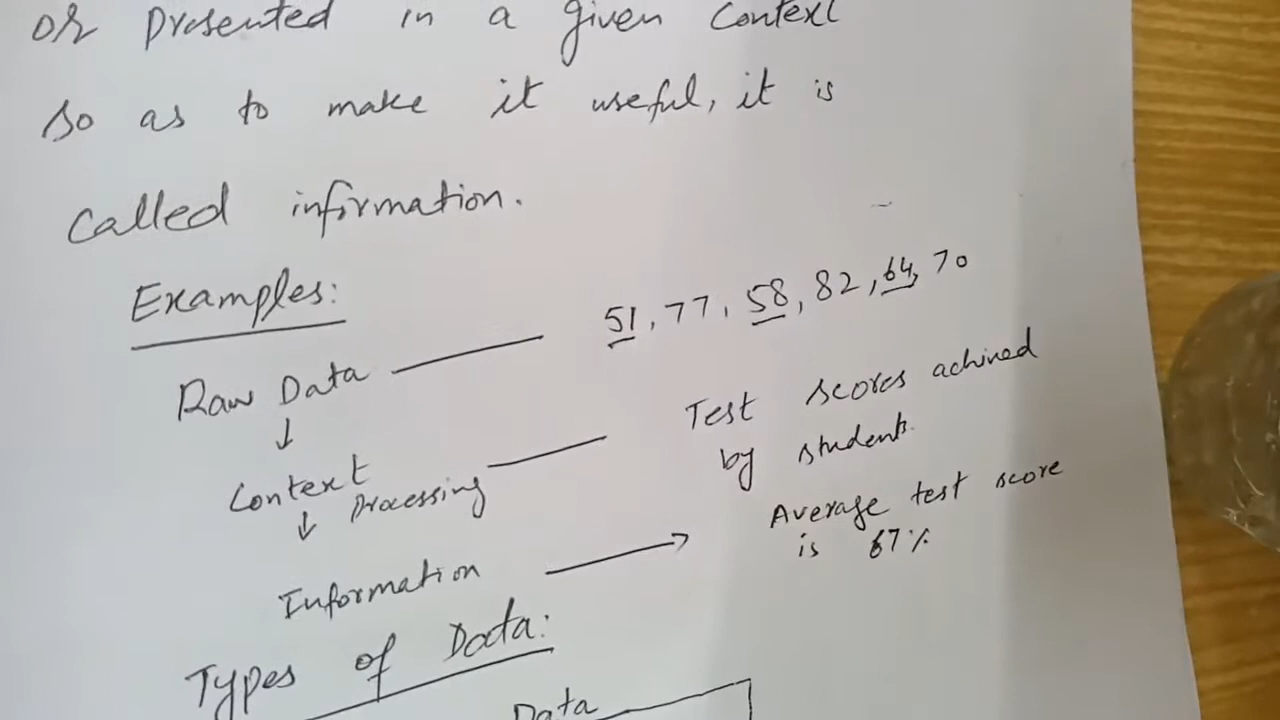 or presented in a given context
so as to make it useful, it is
called information.
Examples:
Raw Data — 51, 77, 58, 82, 64, 70
↓
Context — Test scores achived
↓ Processing by students.
Information → Average test score
is 67%
Types of Data:
Data